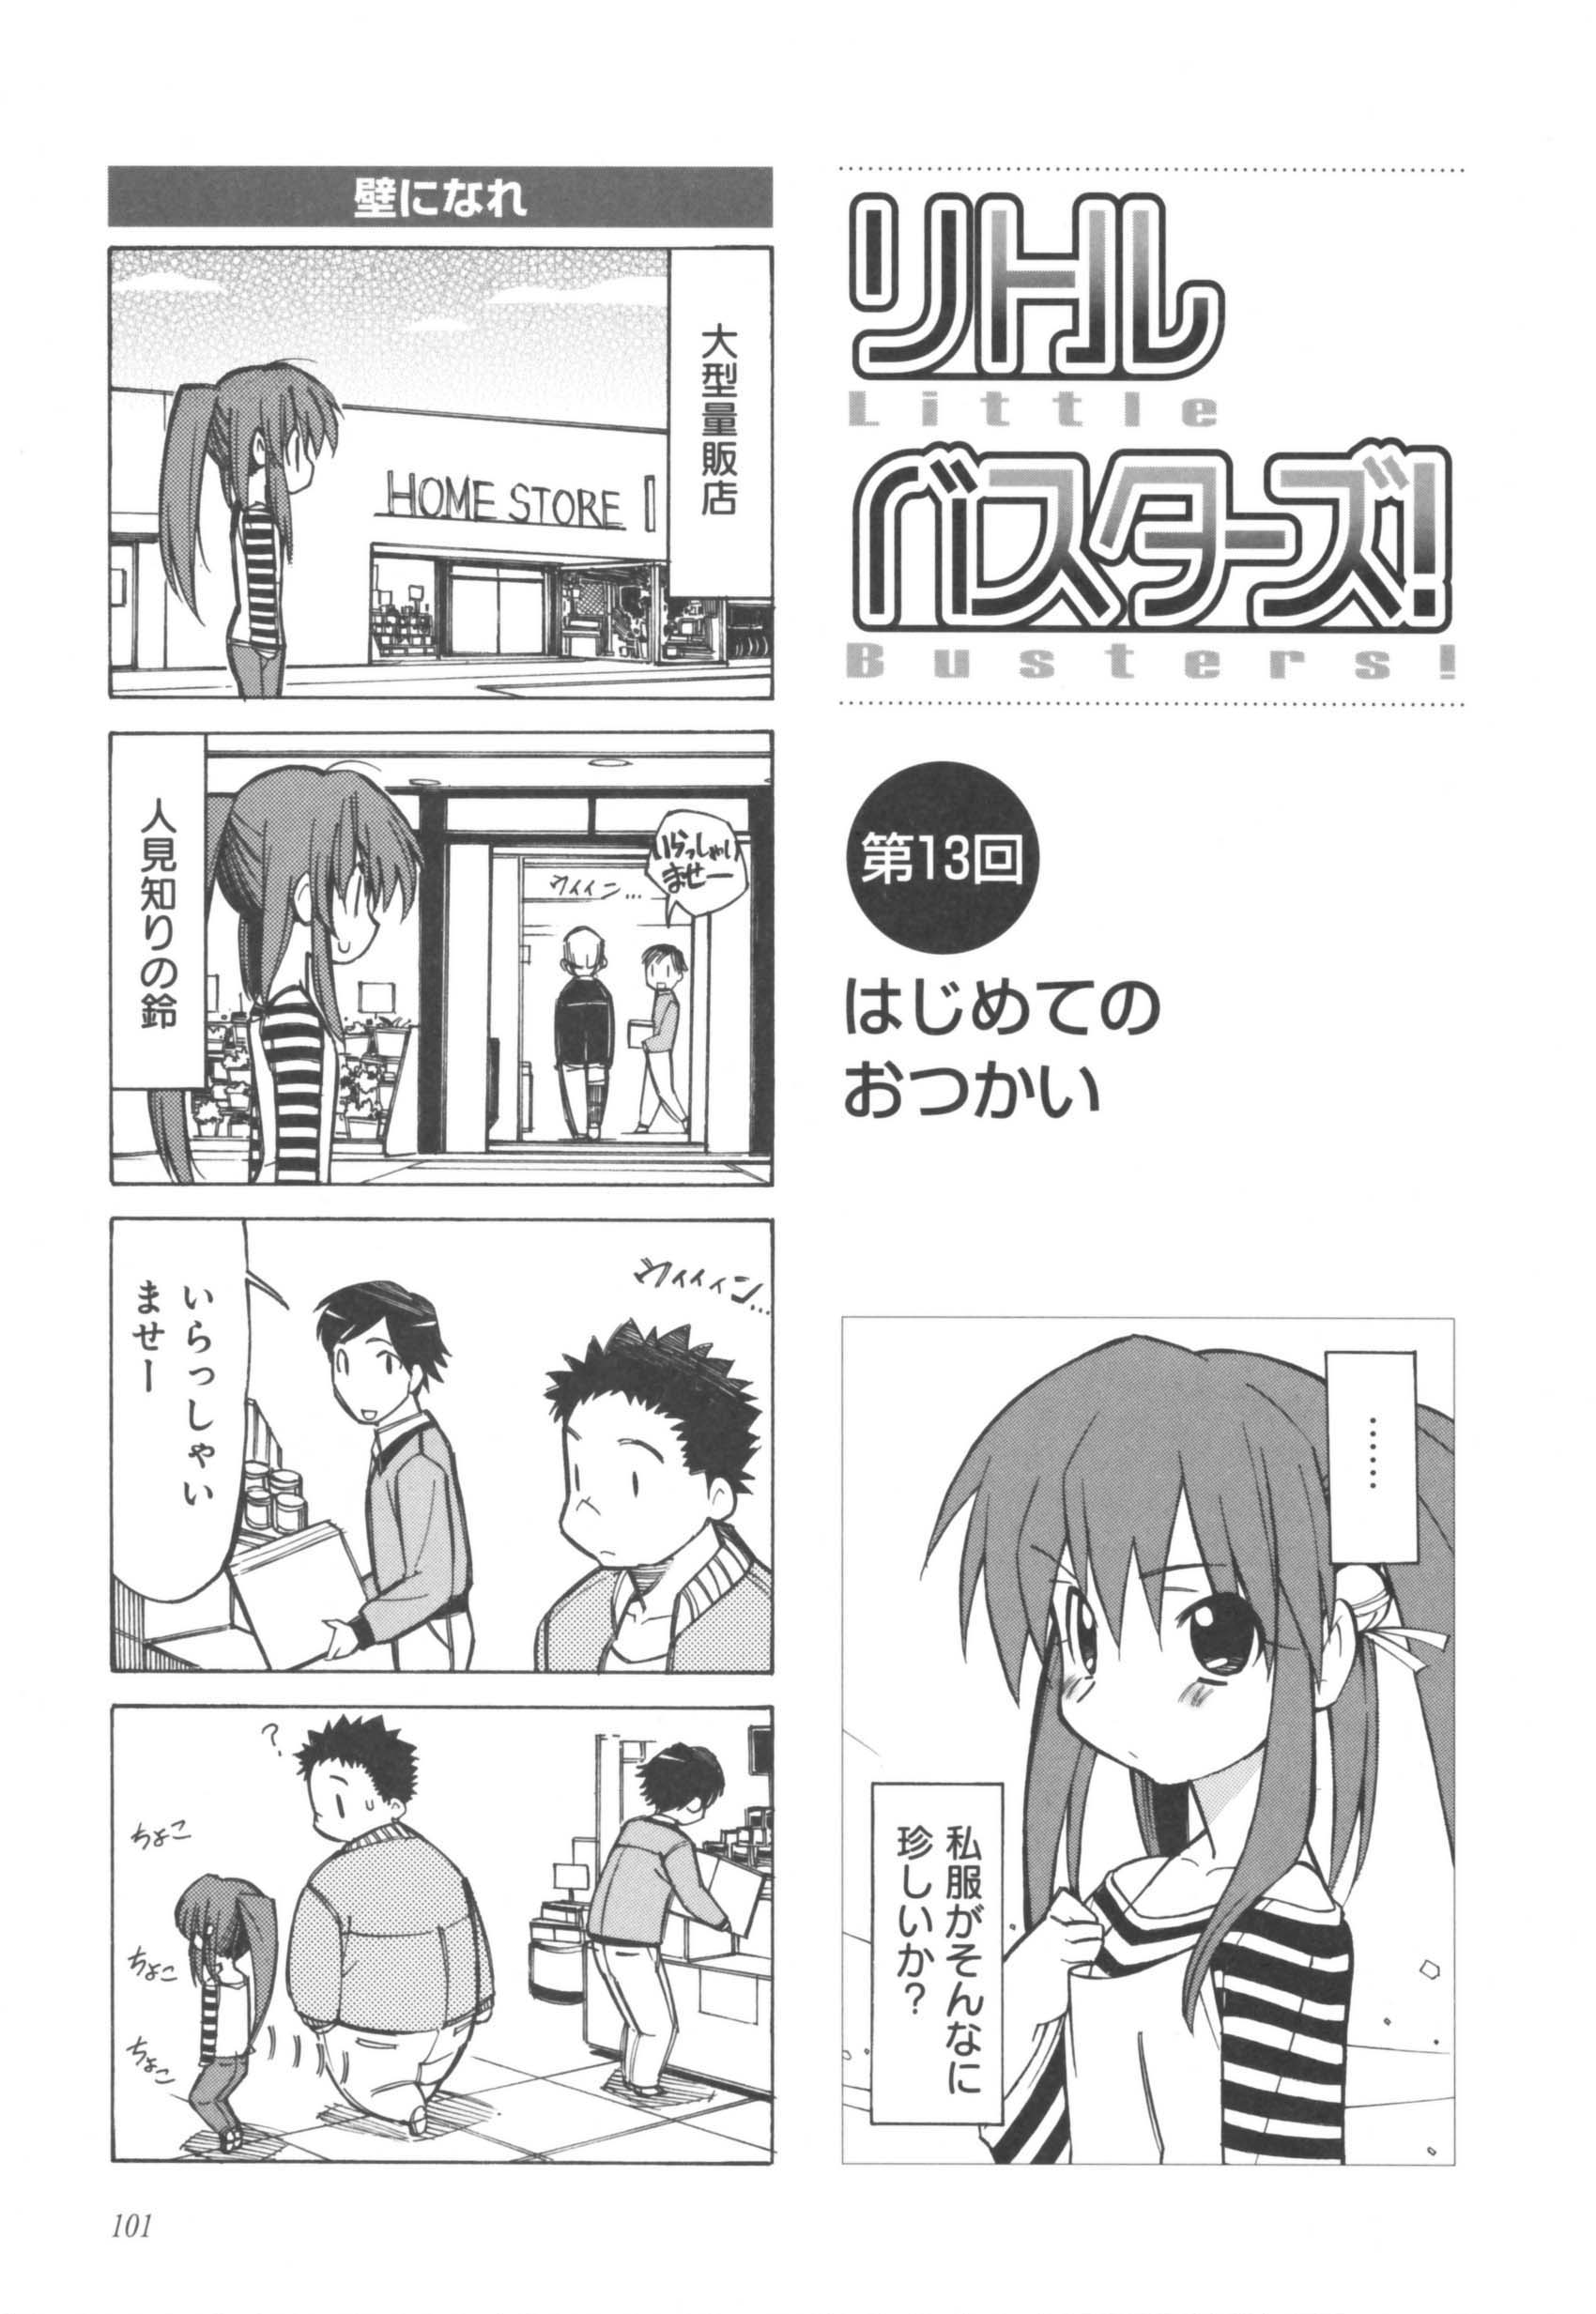 リトル
Little
バスターズ!
Busters!
第13回
はじめての
おつかい
……
私服がそんなに
珍しいか?
壁になれ
大型量販店
HOME STORE
人見知りの鈴
いらっしゃい
ませー
ウィイン…
ウィィィン…
いらっしゃい
ませー
?
ちょこ
ちょこ
ちょこ
101